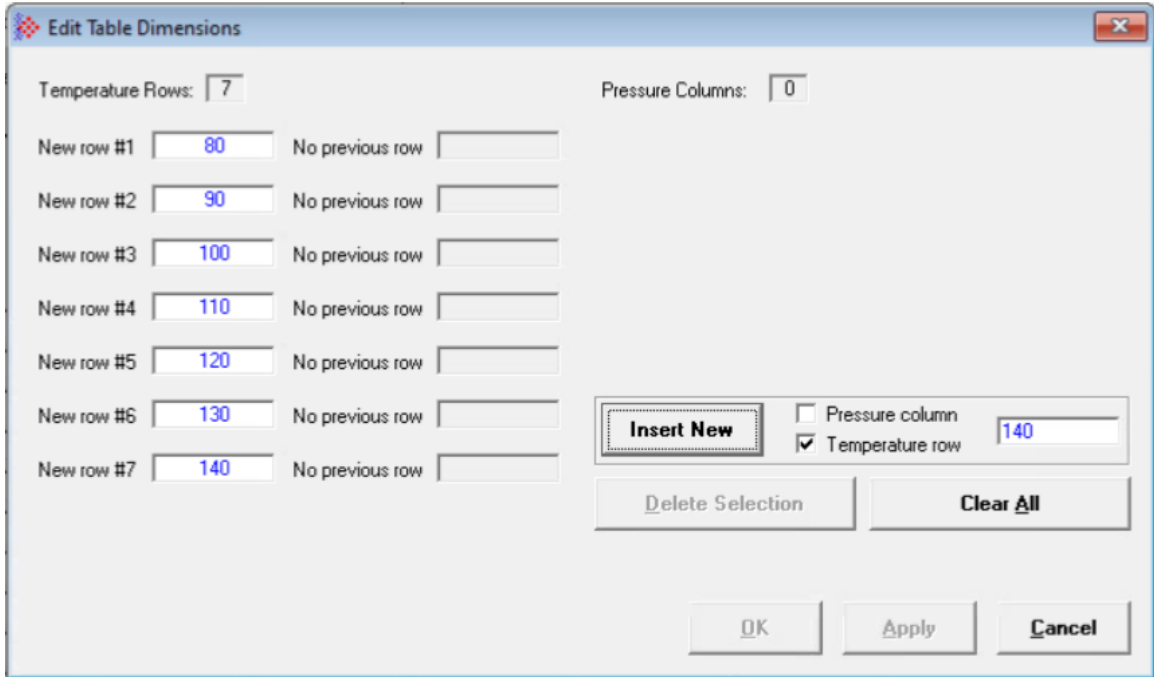 Edit Table Dimensions
Temperature Rows: 7
Pressure Columns: 0
New row #1 80 No previous row
New row #2 90 No previous row
New row #3 100 No previous row
New row #4 110 No previous row
New row #5 120 No previous row
New row #6 130 No previous row
New row #7 140 No previous row
Insert New
Pressure column
Temperature row
140
Delete Selection
Clear All
OK
Apply
Cancel